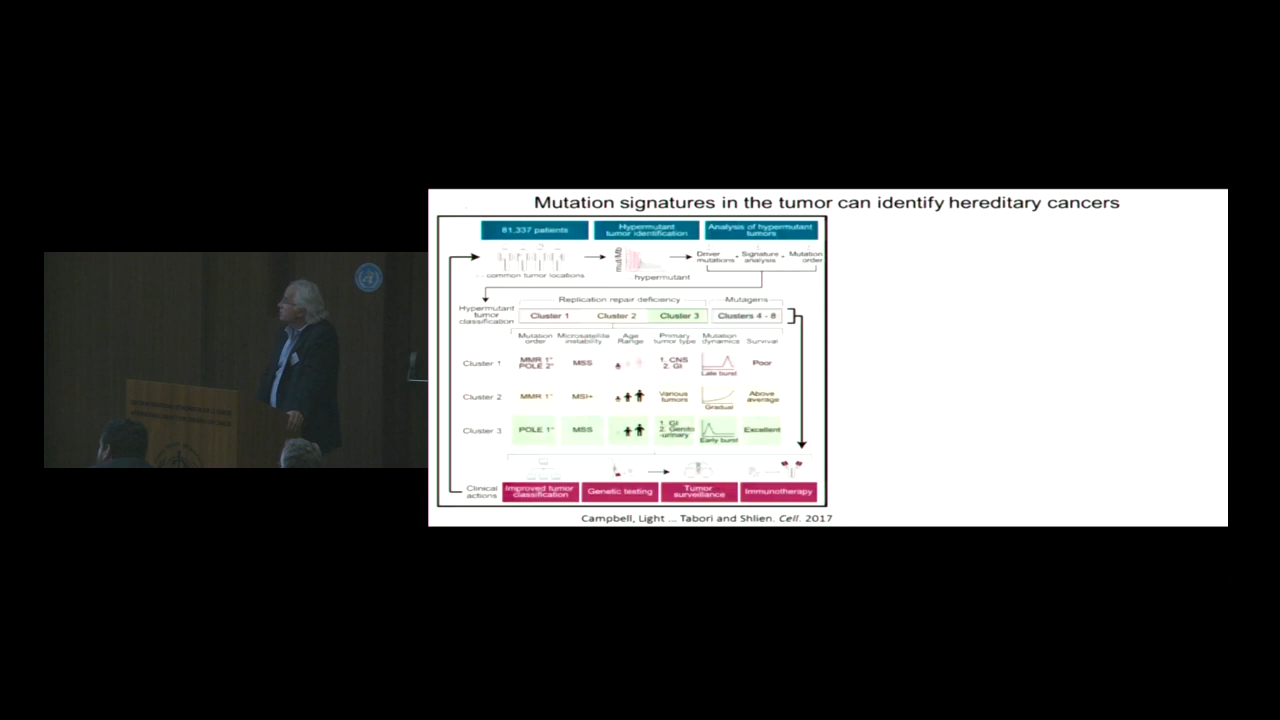 Mutation signatures in the tumor can identify hereditary cancers
81,337 patients
Hypermutant
tumor identification
Analysis of hypermutant
tumors
mut/Mb
common tumor locations
hypermutant
Driver
mutations
Signature
analysis
Mutation
order
Hypermutant
tumor
classification
Replication repair deficiency
Mutagens
Cluster 1
Cluster 2
Cluster 3
Clusters 4 - 8
Mutation
order
Microsatellite
instability
Age
Range
Primary
tumor type
Mutation
dynamics
Survival
Cluster 1
MMR 1°
POLE 2°
MSS
1. CNS
2. GI
Late burst
Poor
Cluster 2
MMR 1°
MSI+
Various
tumors
Gradual
Above
average
Cluster 3
POLE 1°
MSS
1. GI
2. Genito
-urinary
Early burst
Excellent
Clinical
actions
Improved tumor
classification
Genetic testing
Tumor
surveillance
Immunotherapy
Campbell, Light ... Tabori and Shlien. Cell. 2017